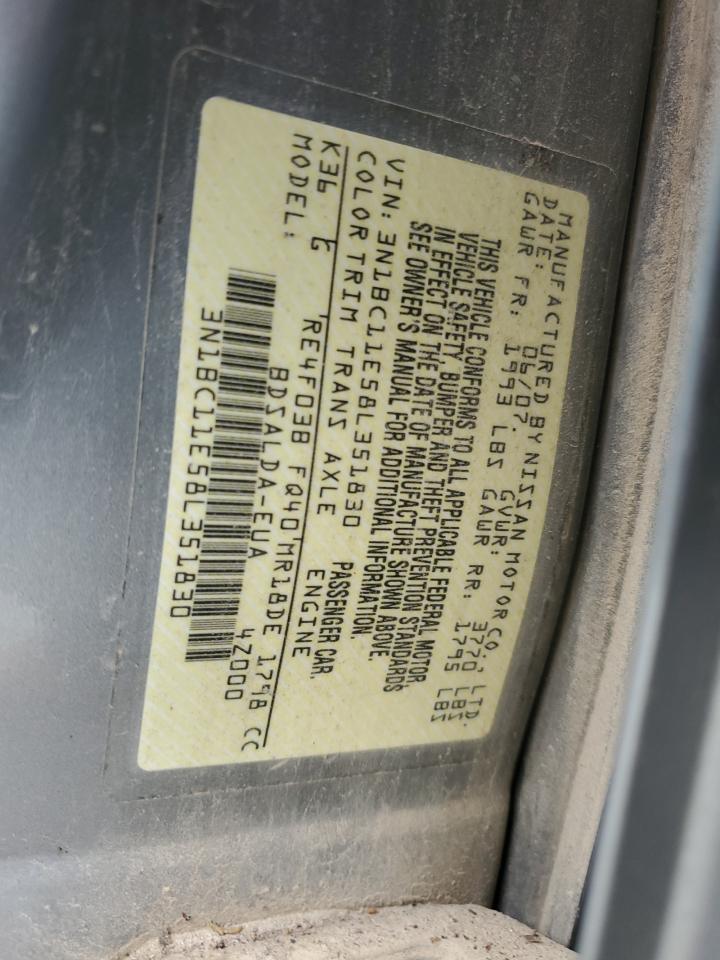 MANUFACTURED BY NISSAN MOTOR CO., LTD.
DATE: 06/07. GVWR: 3770 LBS
GAWR FR: 1993 LBS GAWR RR: 1795 LBS
THIS VEHICLE CONFORMS TO ALL APPLICABLE FEDERAL MOTOR
VEHICLE SAFETY, BUMPER AND THEFT PREVENTION STANDARDS
IN EFFECT ON THE DATE OF MANUFACTURE SHOWN ABOVE.
SEE OWNER'S MANUAL FOR ADDITIONAL INFORMATION.
VIN: 3N1BC11E58L351830 PASSENGER CAR.
COLOR TRIM TRANS AXLE ENGINE
K36 G RE4F03B FQ40 MR18DE 1798 CC
MODEL: BDSALDA-EUA 4Z000
3N1BC11E58L351830